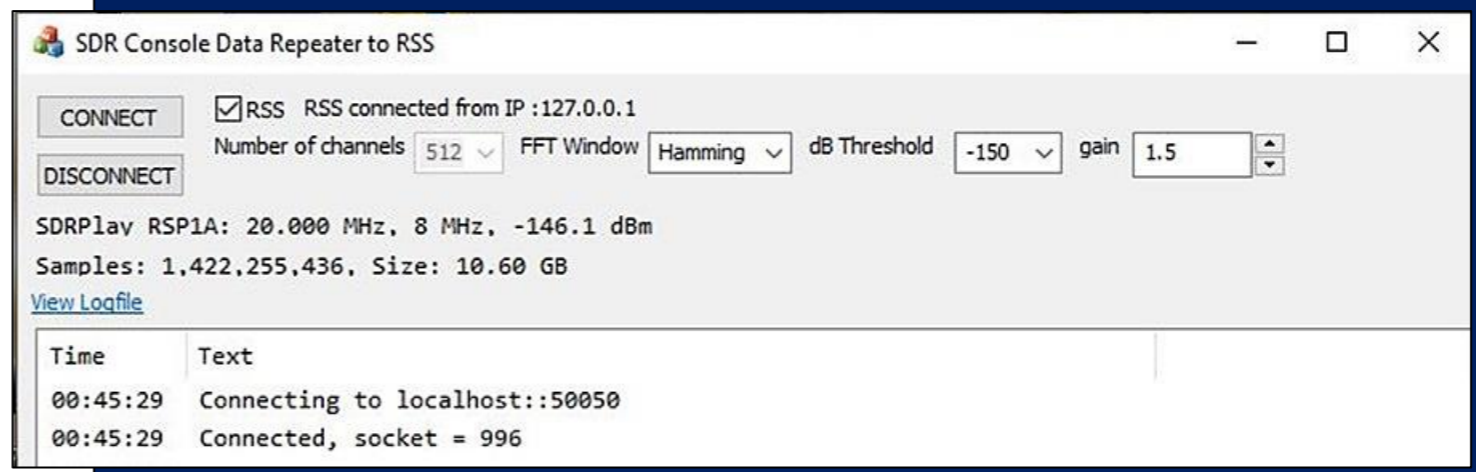 SDR Console Data Repeater to RSS
CONNECT
RSS RSS connected from IP :127.0.0.1
Number of channels 512 FFT Window Hamming dB Threshold -150 gain 1.5
DISCONNECT
SDRPlay RSP1A: 20.000 MHz, 8 MHz, -146.1 dBm
Samples: 1,422,255,436, Size: 10.60 GB
View Logfile
Time Text
00:45:29 Connecting to localhost::50050
00:45:29 Connected, socket = 996